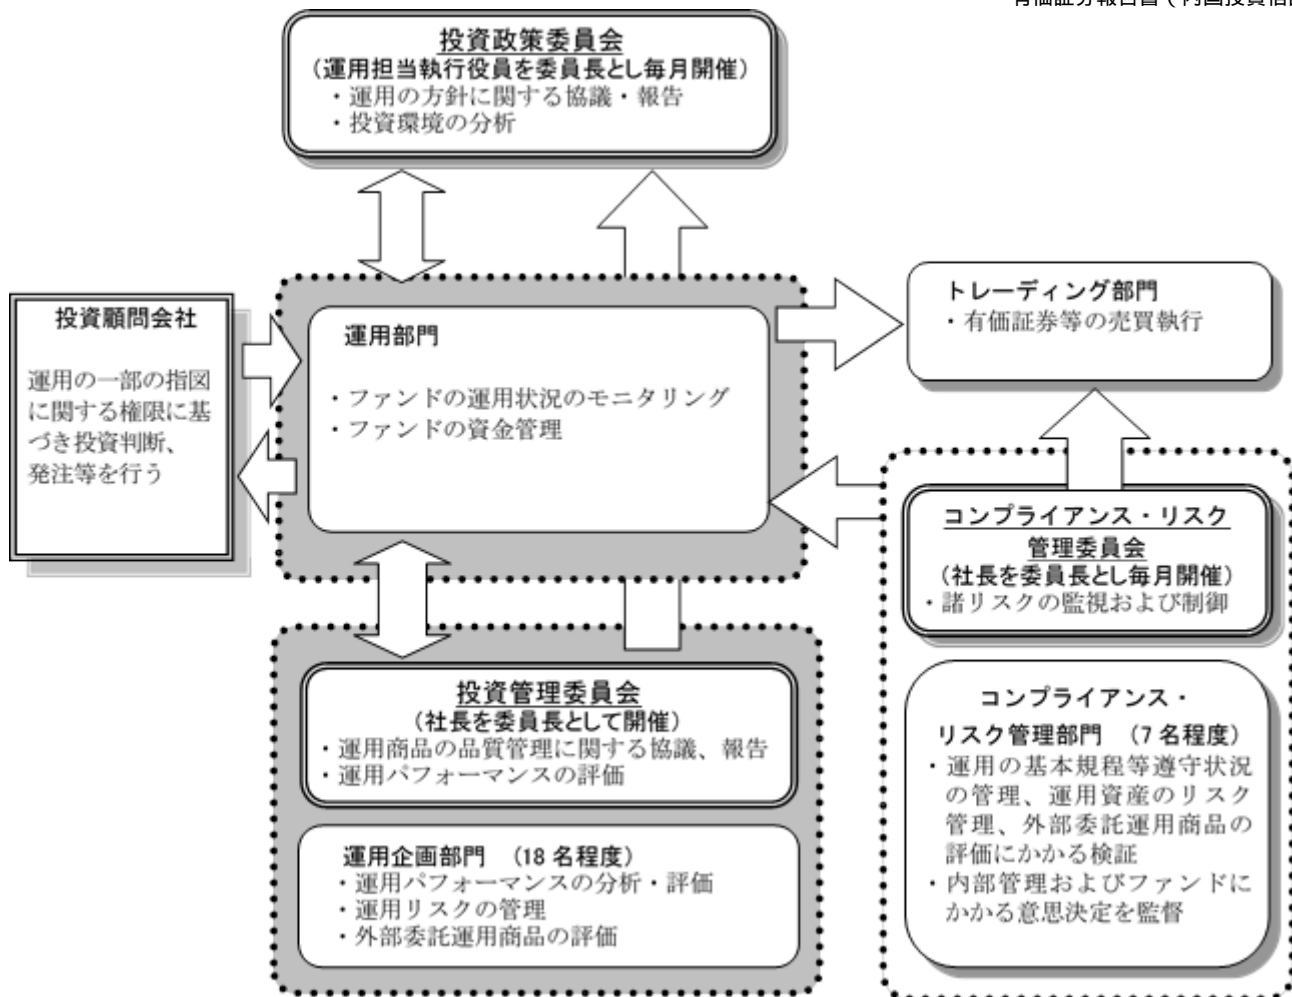 有価証券報告書（内国投資信
投資政策委員会
（運用担当執行役員を委員長とし毎月開催）
・運用の方針に関する協議・報告
・投資環境の分析
投資顧問会社
運用の一部の指図
に関する権限に基
づき投資判断、
発注等を行う
運用部門
・ファンドの運用状況のモニタリング
・ファンドの資金管理
トレーディング部門
・有価証券等の売買執行
コンプライアンス・リスク
管理委員会
（社長を委員長とし毎月開催）
・諸リスクの監視および制御
コンプライアンス・
リスク管理部門 （7名程度）
・運用の基本規程等遵守状況
の管理、運用資産のリスク
管理、外部委託運用商品の
評価にかかる検証
・内部管理およびファンドに
かかる意思決定を監督
投資管理委員会
（社長を委員長として開催）
・運用商品の品質管理に関する協議、報告
・運用パフォーマンスの評価
運用企画部門 （18名程度）
・運用パフォーマンスの分析・評価
・運用リスクの管理
・外部委託運用商品の評価